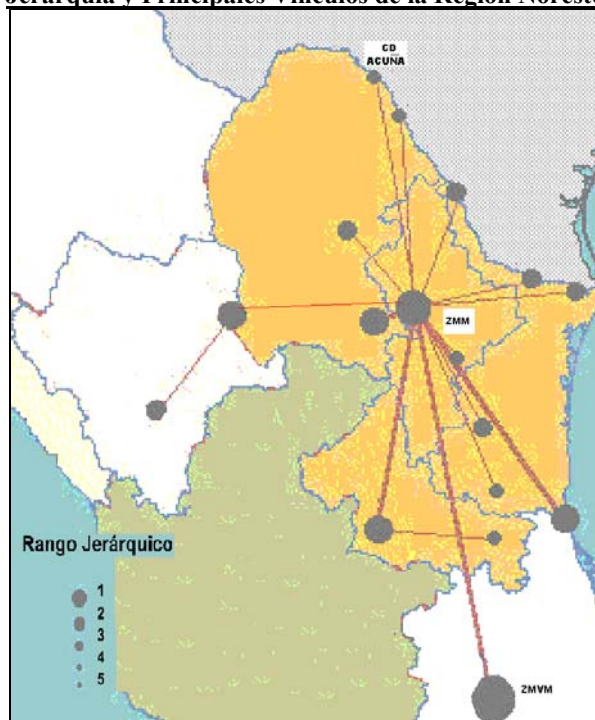 Jerarquía y Principales Vínculos de la Región Noreste
CD
ACUÑA
ZMM
Rango Jerárquico
1
2
3
4
5
ZMVM